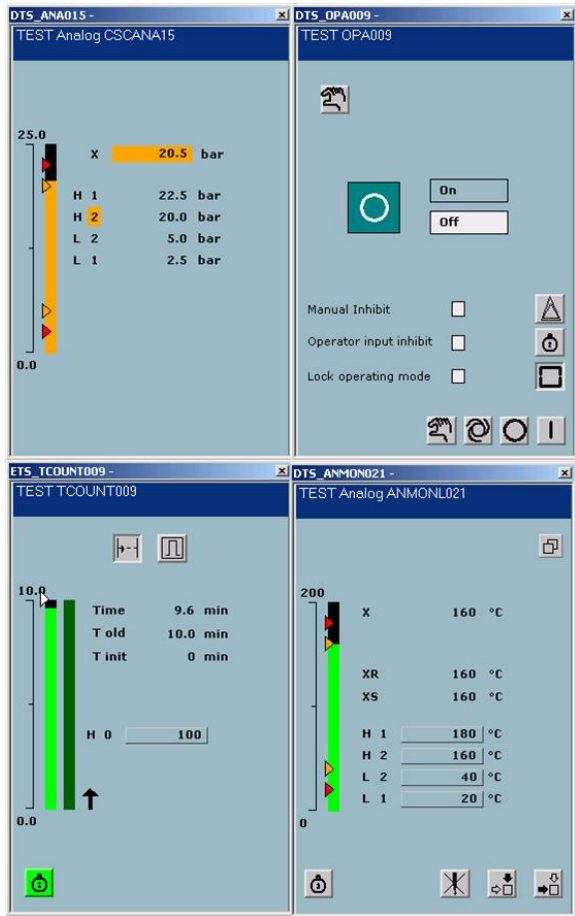 DTS_ANA015 -
TEST Analog CSCANA15
25.0
X 20.5 bar
H 1 22.5 bar
H 2 20.0 bar
L 2 5.0 bar
L 1 2.5 bar
0.0
DTS_OPA009 -
TEST OPA009
On
Off
Manual Inhibit
Operator input inhibit
Lock operating mode
ETS_TCOUNT009 -
TEST TCOUNT009
10.0
Time 9.6 min
T old 10.0 min
T init 0 min
H 0 100
0.0
DTS_ANMON021 -
TEST Analog ANMONL021
200
X 160 °C
XR 160 °C
XS 160 °C
H 1 180 °C
H 2 160 °C
L 2 40 °C
L 1 20 °C
0